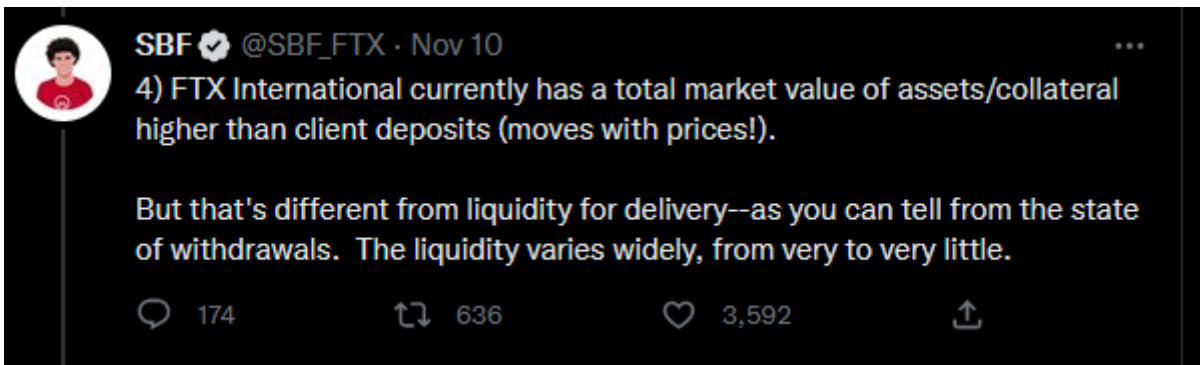 SBF @SBF_FTX · Nov 10
4) FTX International currently has a total market value of assets/collateral
higher than client deposits (moves with prices!).
But that's different from liquidity for delivery--as you can tell from the state
of withdrawals.  The liquidity varies widely, from very to very little.
174 636 3,592